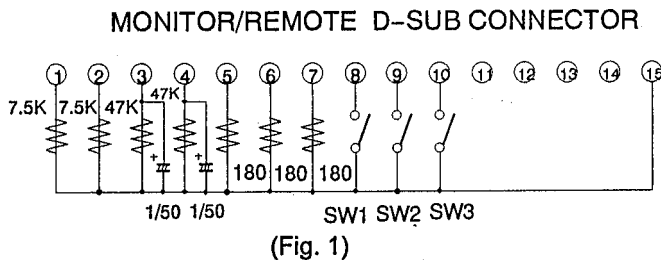 MONITOR/REMOTE D-SUB CONNECTOR
1 2 3 4 5 6 7 8 9 10 11 12 13 14 15
7.5K 7.5K 47K 47K
+ +
180 180 180
1/50 1/50 SW1 SW2 SW3
(Fig. 1)